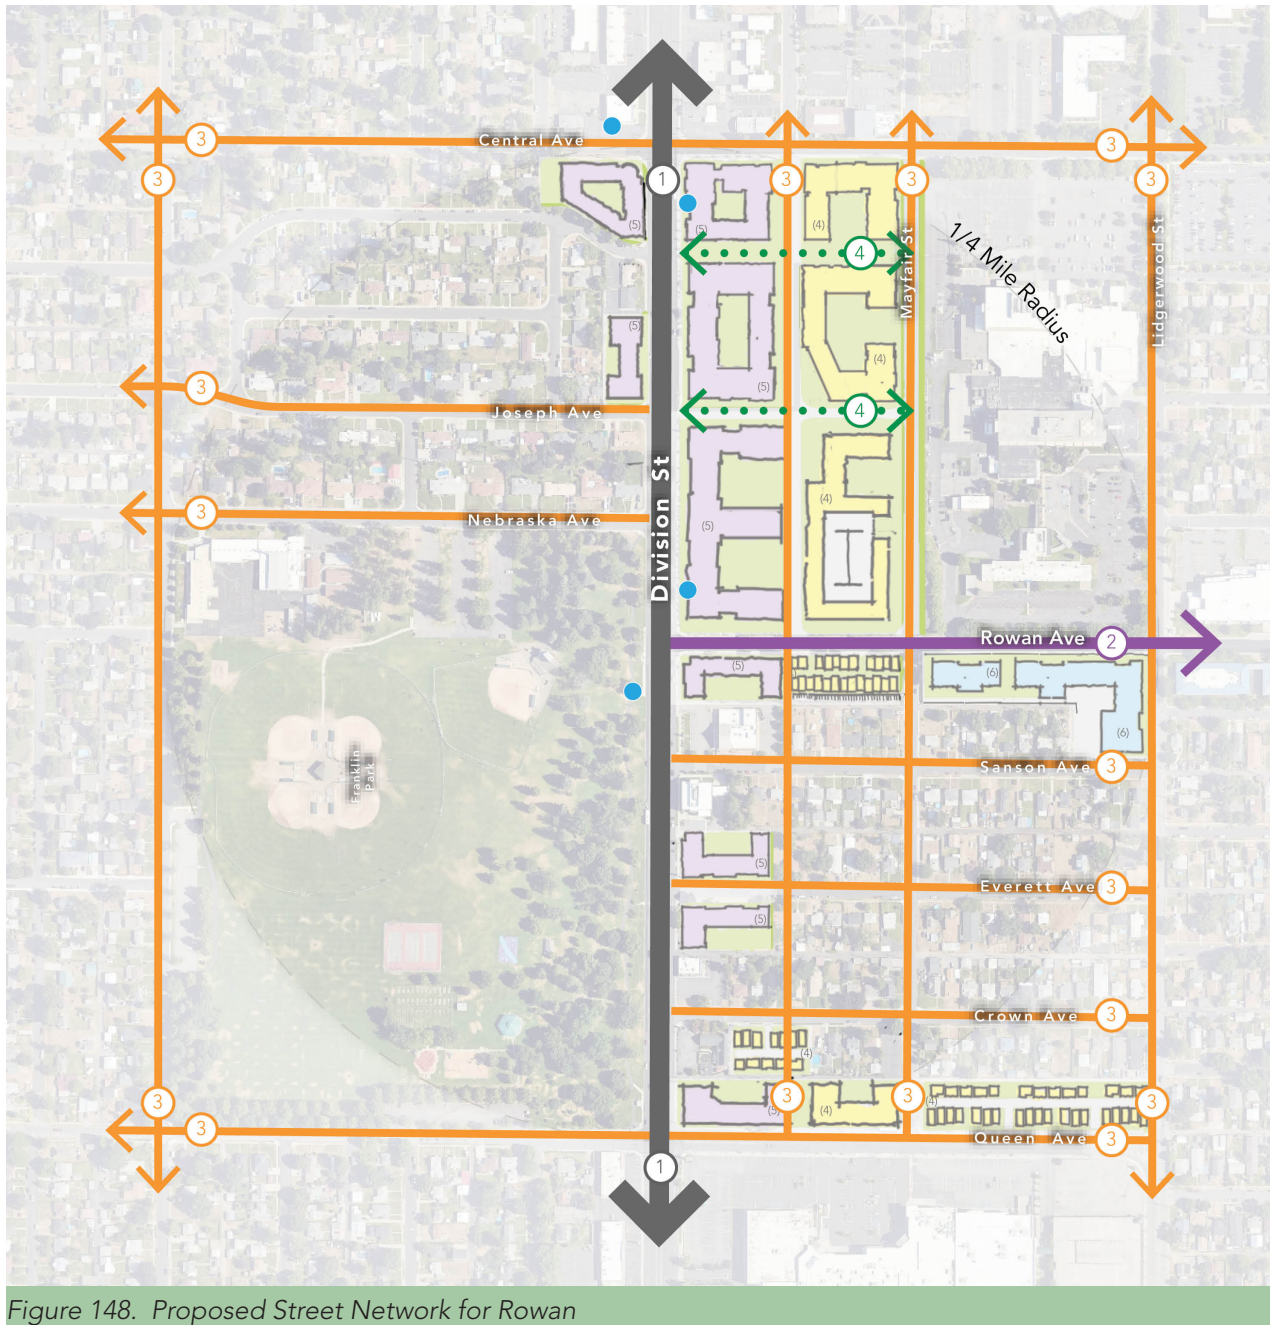 Central Ave
3
3
3
1
3
3
3
(5)
(5)
(4)
4
Mayfair St
1/4 Mile Radius
Lidgerwood St
(5)
(5)
(4)
3
Joseph Ave
4
3
Nebraska Ave
Division St
(5)
(4)
Rowan Ave
2
(5)
(6)
(6)
Franklin
Park
Sanson Ave
3
(5)
Everett Ave
3
(5)
Crown Ave
3
(4)
3
3
(5)
3
(4)
3
(4)
3
Queen Ave
3
1
Figure 148. Proposed Street Network for Rowan